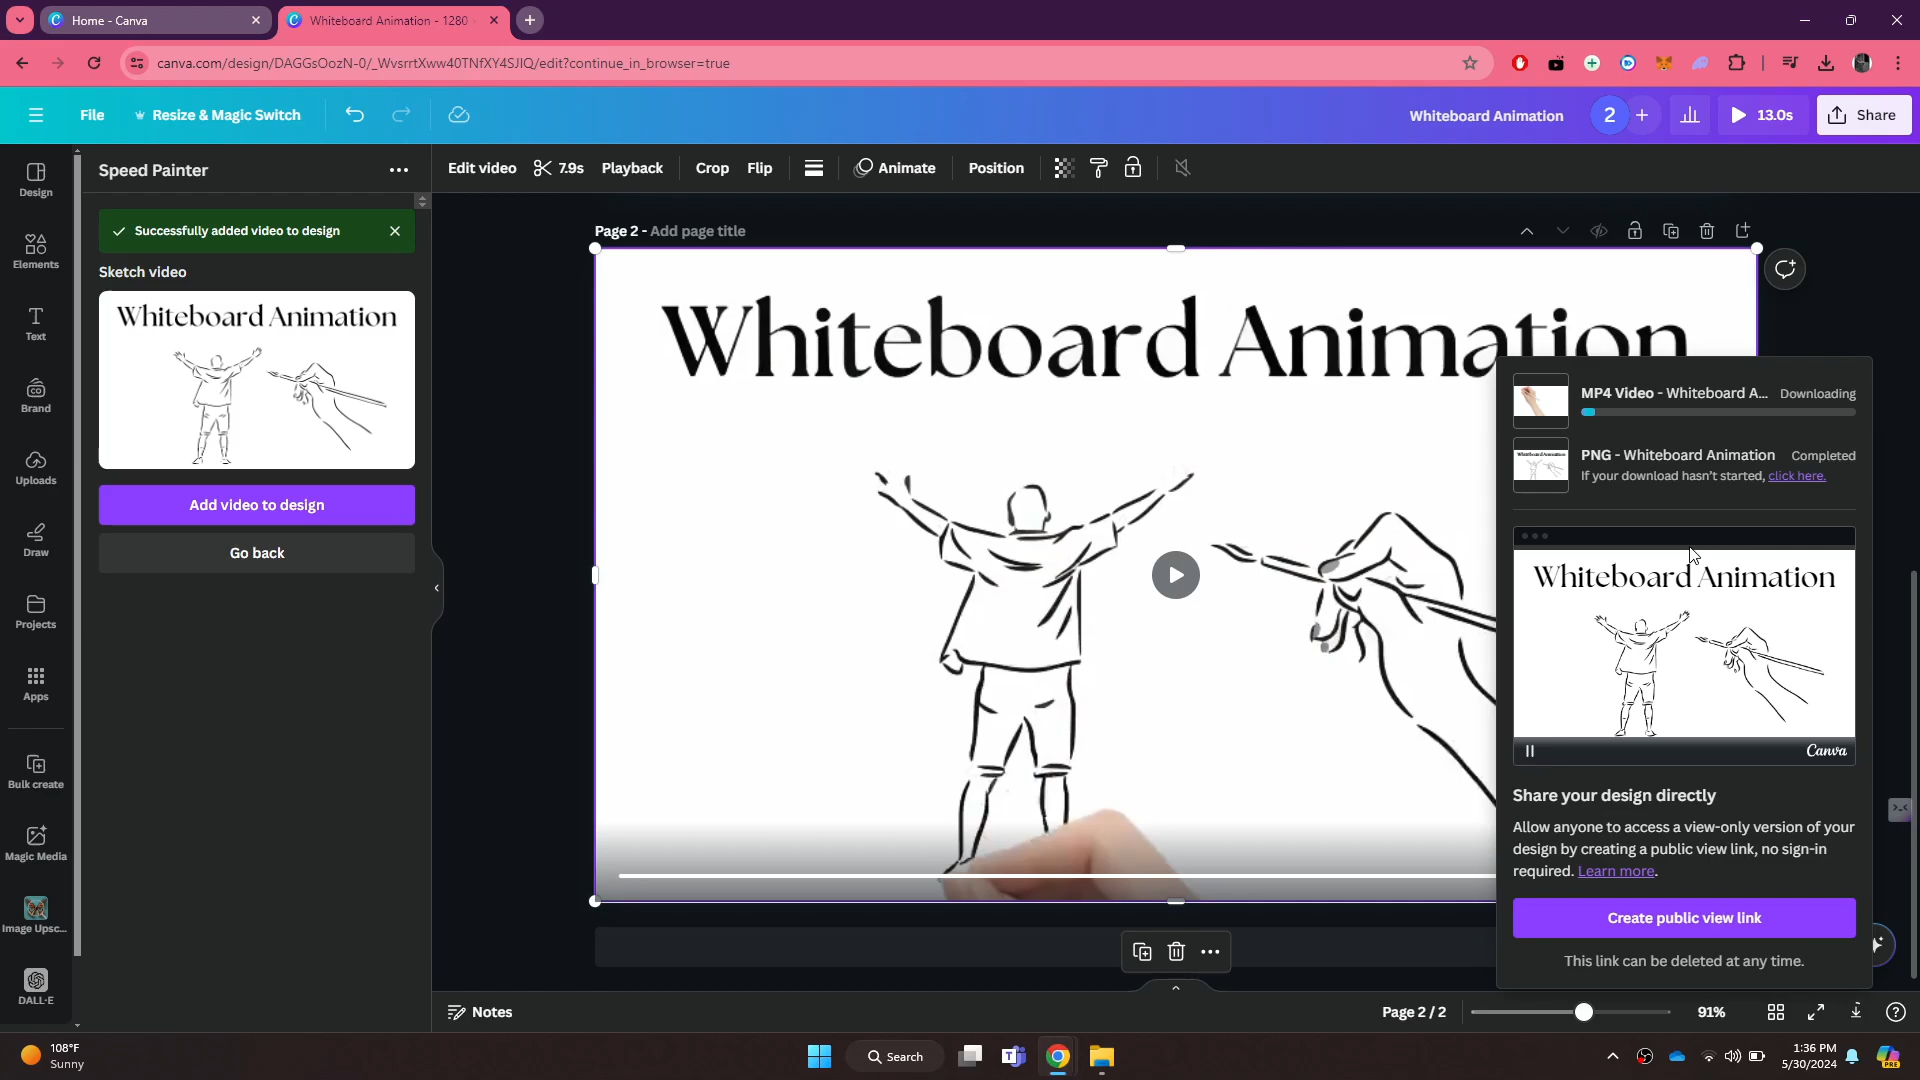 Home - Canva
Whiteboard Animation - 1280
canva.com/design/DAGGsOozN-0/_WvsrrtXww40TNfXY4SJIQ/edit?continue_in_browser=true
File
Resize & Magic Switch
Whiteboard Animation
2
13.0s
Share
Design
Elements
Text
Brand
Uploads
Draw
Projects
Apps
Bulk create
Magic Media
Image Upsc...
DALL·E
Speed Painter
Successfully added video to design
Sketch video
Whiteboard Animation
Add video to design
Go back
Edit video
7.9s
Playback
Crop
Flip
Animate
Position
Page 2 - Add page title
Whiteboard Animation
MP4 Video - Whiteboard A... Downloading
PNG - Whiteboard Animation Completed
If your download hasn't started, click here.
Whiteboard Animation
Canva
Share your design directly
Allow anyone to access a view-only version of your
design by creating a public view link, no sign-in
required. Learn more.
Create public view link
This link can be deleted at any time.
Notes
Page 2 / 2
91%
108°F
Sunny
Search
1:36 PM
5/30/2024